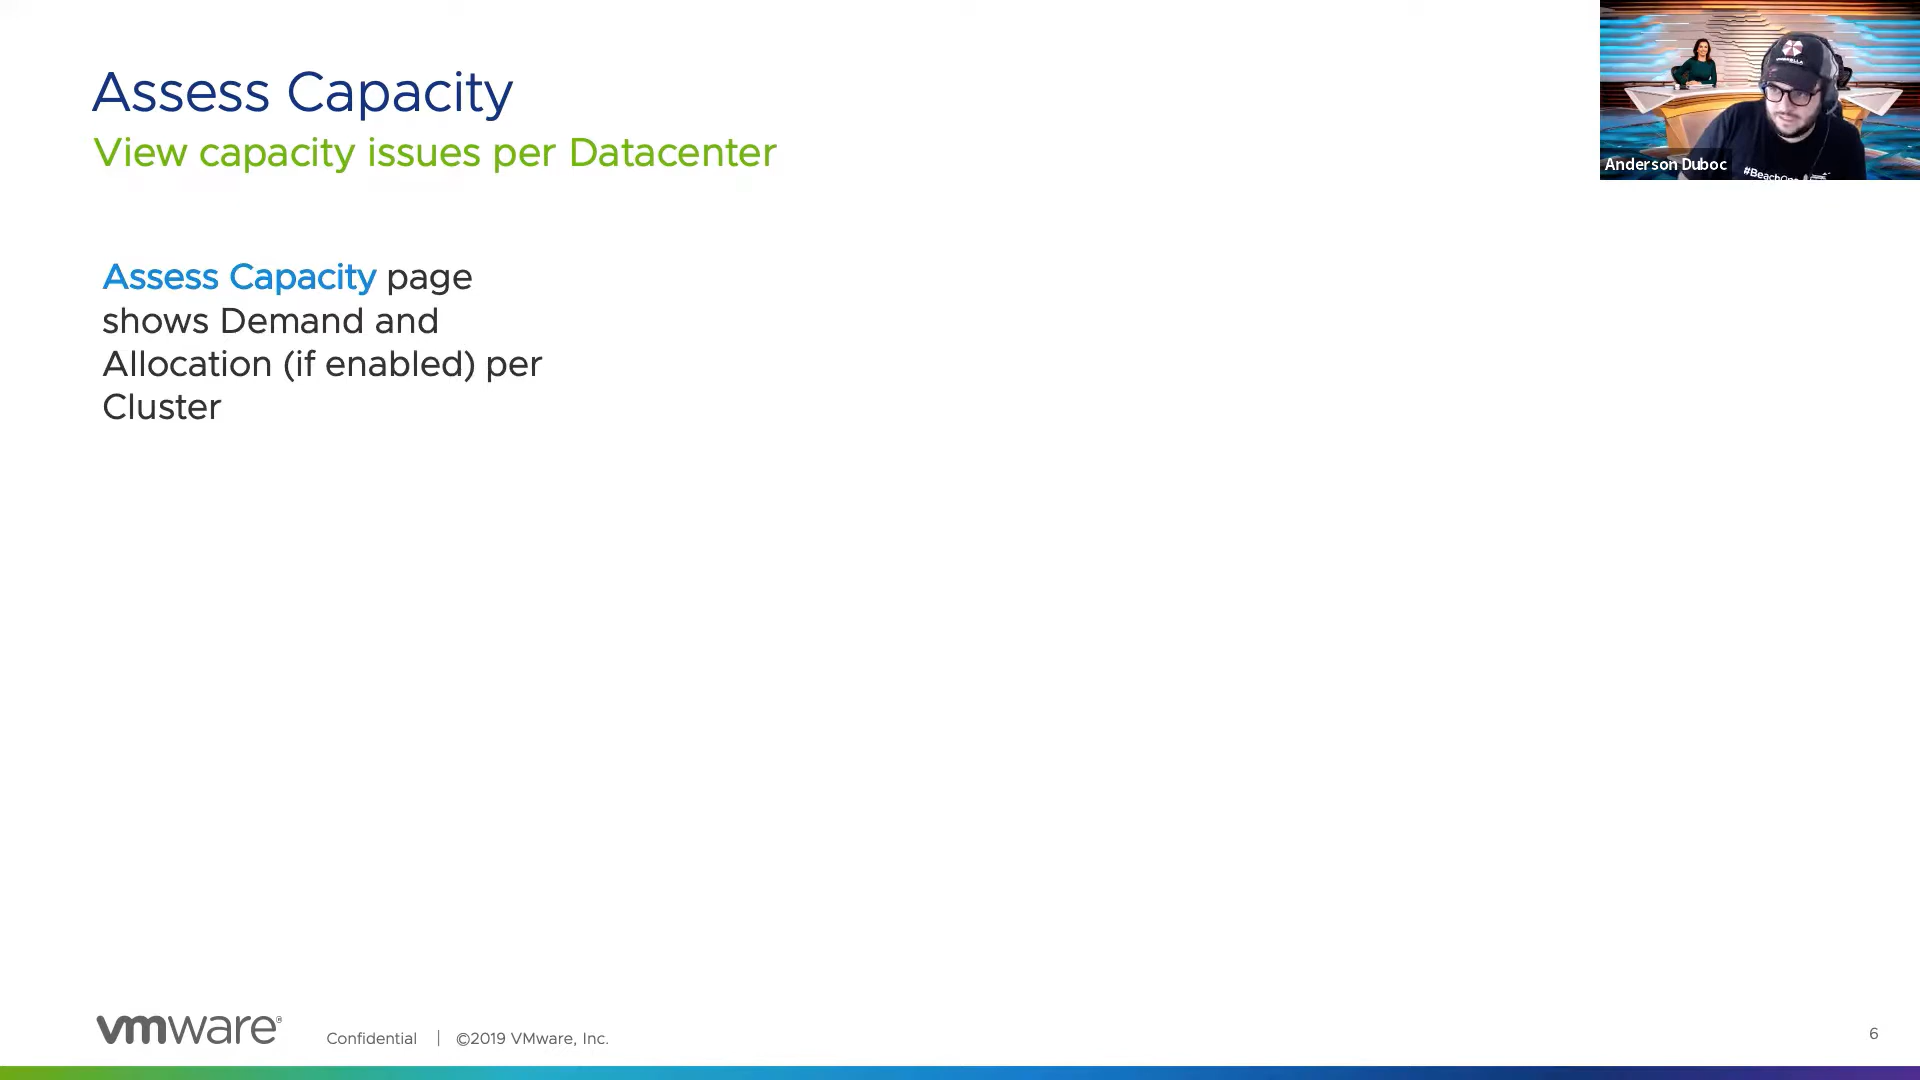 Assess Capacity
View capacity issues per Datacenter
Assess Capacity page
shows Demand and
Allocation (if enabled) per
Cluster
Anderson Duboc
vmware®
Confidential | ©2019 VMware, Inc.
6